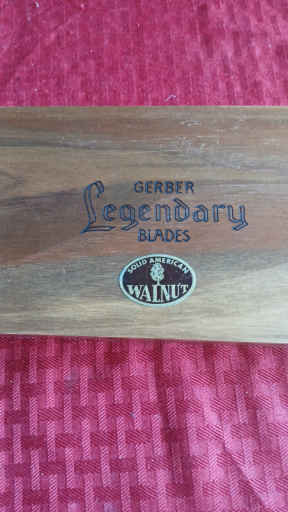 GERBER
Legendary
BLADES
SOLID AMERICAN
WALNUT